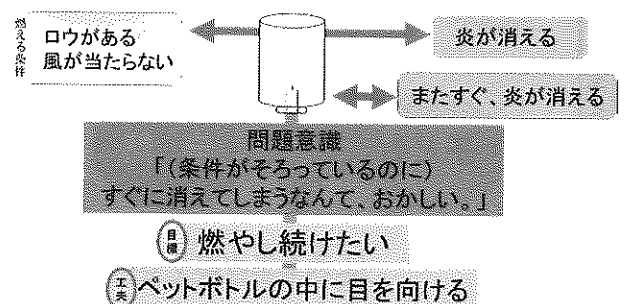 燃える条件
ロウがある
風が当たらない
炎が消える
またすぐ、炎が消える
問題意識
「(条件がそろっているのに)
すぐに消えてしまうなんて、おかしい。」
目標
燃やし続けたい
工夫
ペットボトルの中に目を向ける